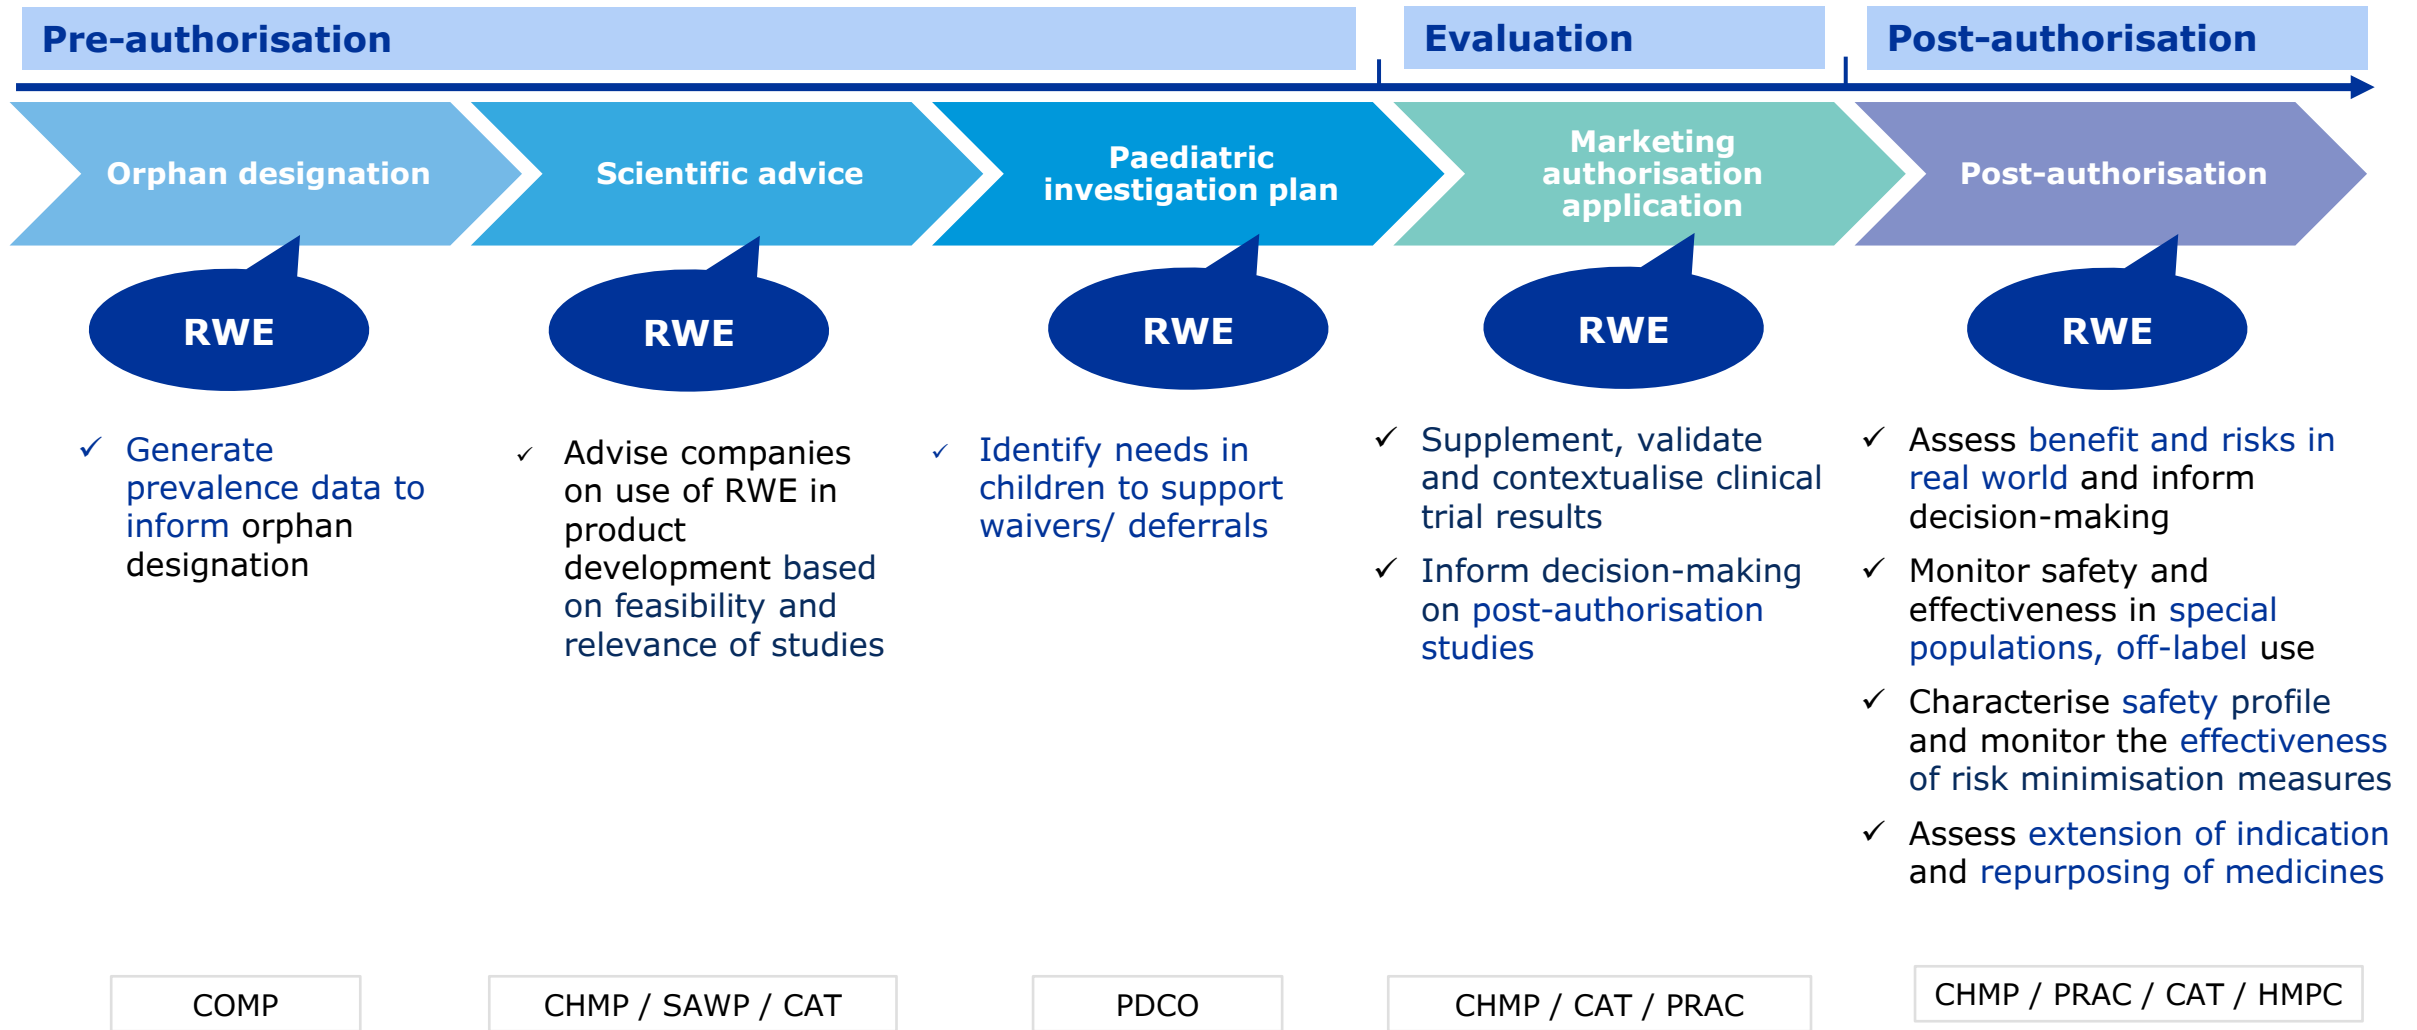 Pre-authorisation
Evaluation
Post-authorisation
Orphan designation
Scientific advice
Paediatric
investigation plan
Marketing
authorisation
application
Post-authorisation
RWE
RWE
RWE
RWE
RWE
✓ Generate
prevalence data to
inform orphan
designation
✓ Advise companies
on use of RWE in
product
development based
on feasibility and
relevance of studies
✓ Identify needs in
children to support
waivers/ deferrals
✓ Supplement, validate
and contextualise clinical
trial results
✓ Inform decision-making
on post-authorisation
studies
✓ Assess benefit and risks in
real world and inform
decision-making
✓ Monitor safety and
effectiveness in special
populations, off-label use
✓ Characterise safety profile
and monitor the effectiveness
of risk minimisation measures
✓ Assess extension of indication
and repurposing of medicines
COMP
CHMP / SAWP / CAT
PDCO
CHMP / CAT / PRAC
CHMP / PRAC / CAT / HMPC